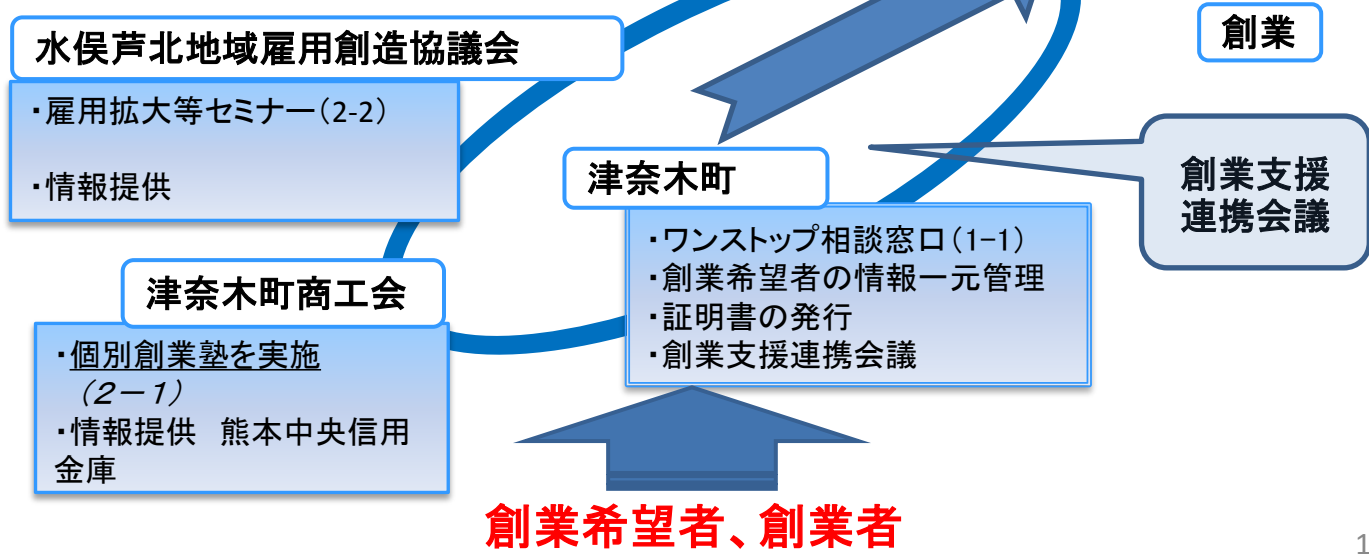 水俣芦北地域雇用創造協議会
・雇用拡大等セミナー(2-2)
・情報提供
創業
創業支援
連携会議
津奈木町
・ワンストップ相談窓口(1-1)
・創業希望者の情報一元管理
・証明書の発行
・創業支援連携会議
津奈木町商工会
・個別創業塾を実施
(2-1)
・情報提供 熊本中央信用
金庫
創業希望者、創業者
1